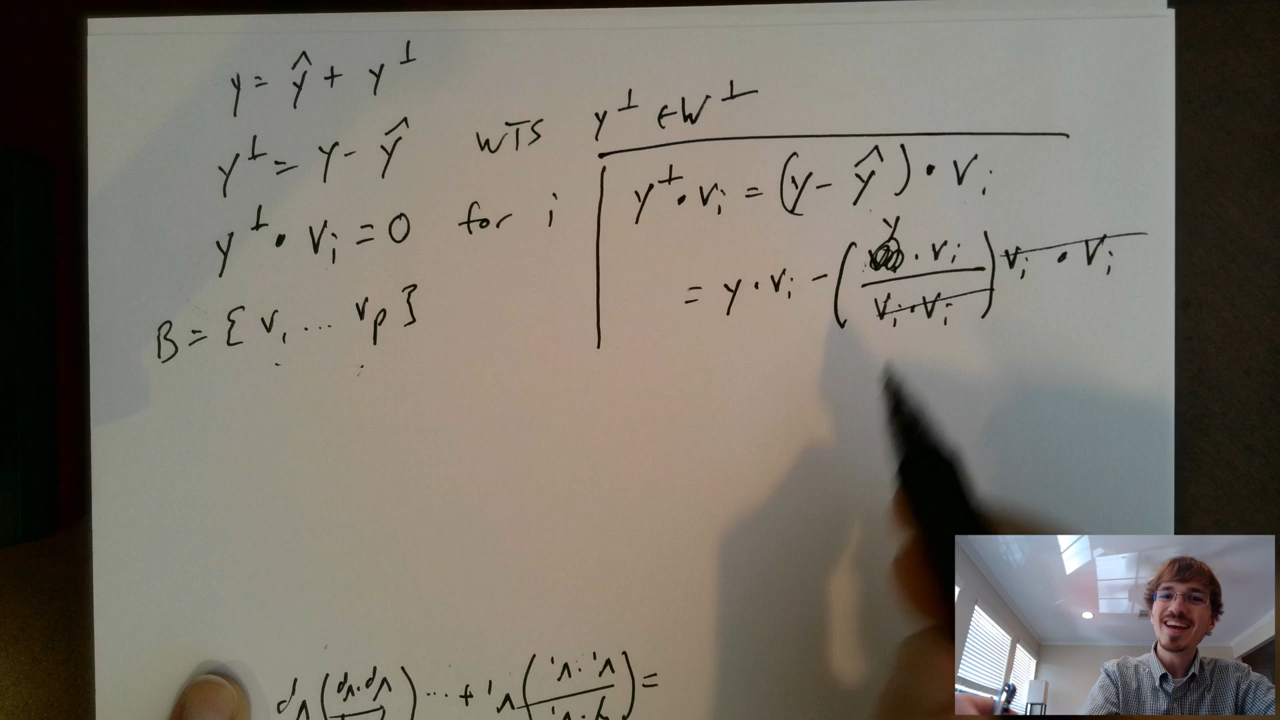 y = ŷ + y⊥
y⊥ = y - ŷ WTS y⊥ ∈ W⊥
y⊥ · vᵢ = 0 for i
B = { v₁ ... vₚ }
y⊥ · vᵢ = (y - ŷ) · vᵢ
= y · vᵢ - (y · vᵢ / vᵢ · vᵢ) vᵢ · vᵢ